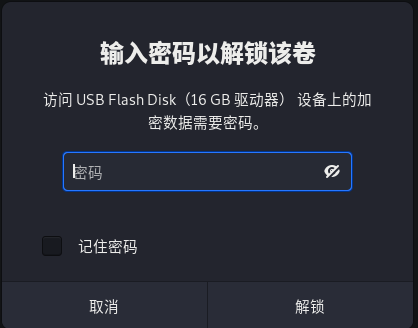 输入密码以解锁该卷
访问 USB Flash Disk（16 GB 驱动器） 设备上的加
密数据需要密码。
密码
记住密码
取消
解锁